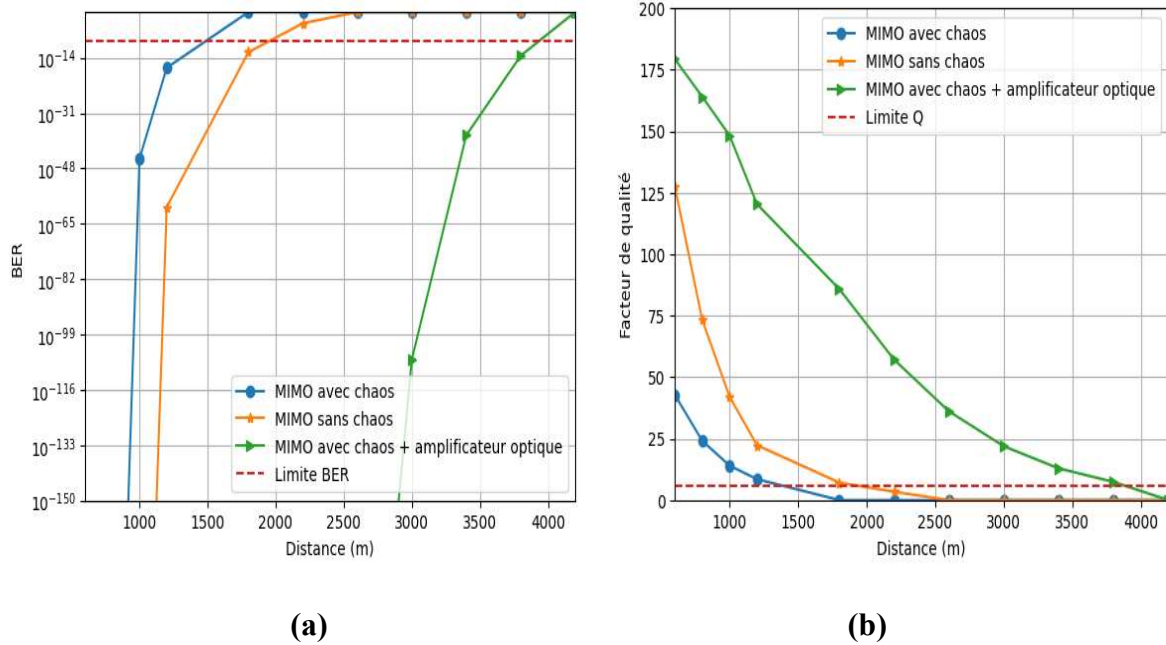 10⁻¹⁴
10⁻³¹
10⁻⁴⁸
10⁻⁶⁵
10⁻⁸²
10⁻⁹⁹
10⁻¹¹⁶
10⁻¹³³
10⁻¹⁵⁰
BER
MIMO avec chaos
MIMO sans chaos
MIMO avec chaos + amplificateur optique
Limite BER
1000 1500 2000 2500 3000 3500 4000
Distance (m)
(a)
200
175
150
125
100
75
50
25
0
Facteur de qualité
MIMO avec chaos
MIMO sans chaos
MIMO avec chaos + amplificateur optique
Limite Q
1000 1500 2000 2500 3000 3500 4000
Distance (m)
(b)